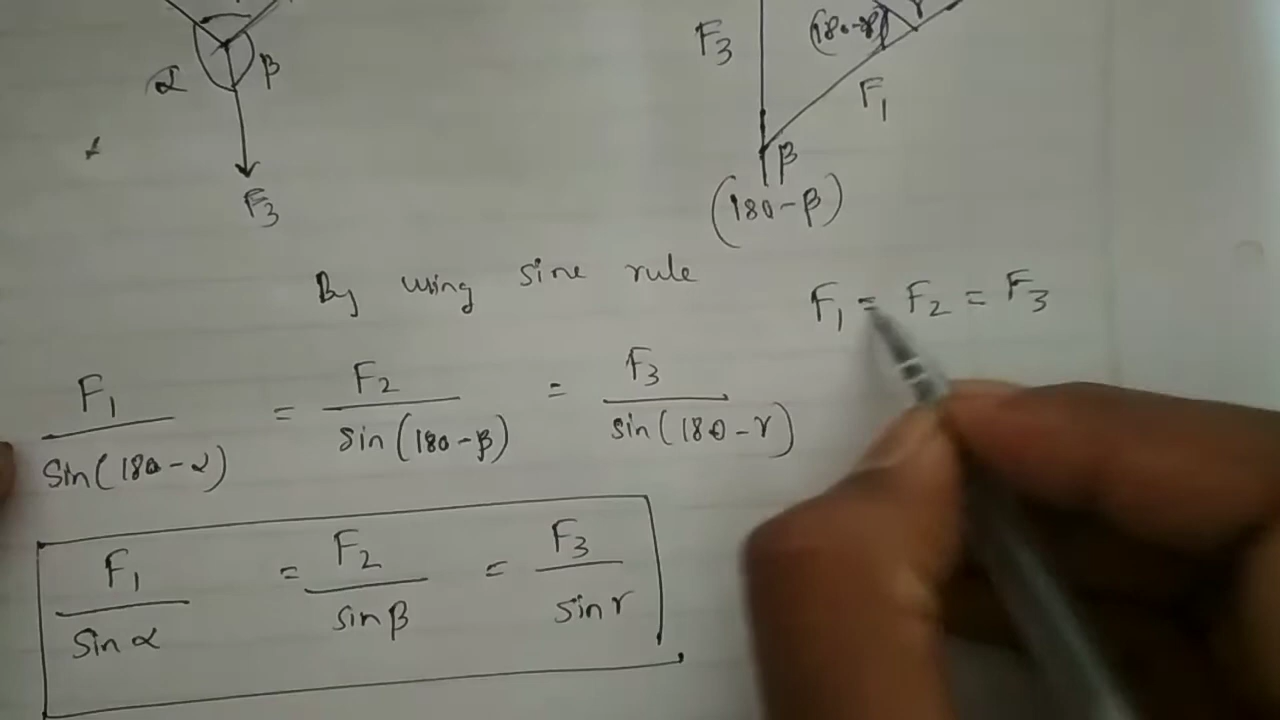 F3 (180-γ) γ
α β F1
F3 β
(180-β)
By using sine rule F1 = F2 = F3
F1 / Sin(180-α) = F2 / sin(180-β) = F3 / sin(180-γ)
F1 / Sin α = F2 / sin β = F3 / sin γ